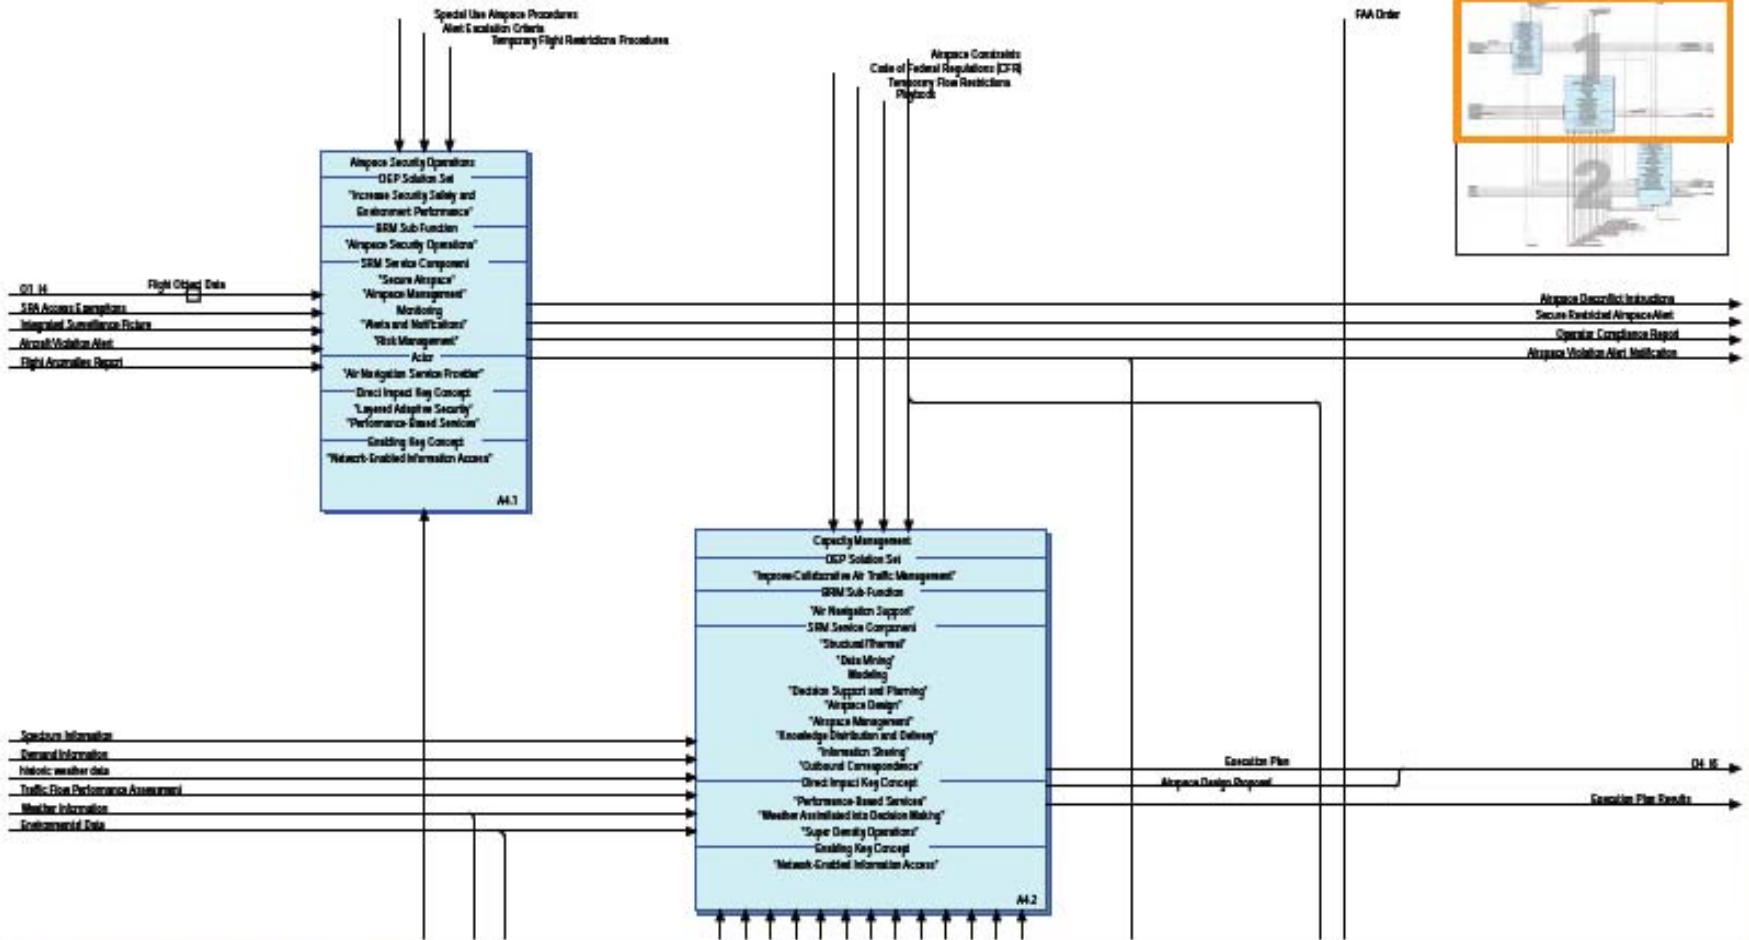 Special Use Airspace Procedures
Alert Escalation Criteria
Temporary Flight Restrictions Procedures
Airspace Constraints
Code of Federal Regulations (CFR)
Temporary Flow Restrictions
Playbook
FAA Order
1
2
Airspace Security Operations
OEP Solution Set
"Increase Security Safety and
Environment Performance"
BRM Sub Function
"Airspace Security Operations"
SRM Service Component
"Secure Airspace"
"Airspace Management"
Monitoring
"Alerts and Notifications"
"Risk Management"
Actor
"Air Navigation Service Provider"
Direct Impact Key Concept
"Layered Adaptive Security"
"Performance-Based Services"
Enabling Key Concept
"Network-Enabled Information Access"
A4.1
O1 I4
Flight Object Data
SRA Access Exemptions
Integrated Surveillance Picture
Aircraft Violation Alert
Flight Anomalies Report
Airspace Deconflict Instructions
Secure Restricted Airspace Alert
Operator Compliance Report
Airspace Violation Alert Notification
Capacity Management
OEP Solution Set
"Improve Collaborative Air Traffic Management"
BRM Sub-Function
"Air Navigation Support"
SRM Service Component
"Structural/Thermal"
"Data Mining"
Modeling
"Decision Support and Planning"
"Airspace Design"
"Airspace Management"
"Knowledge Distribution and Delivery"
"Information Sharing"
"Outbound Correspondence"
Direct Impact Key Concept
"Performance-Based Services"
"Weather Assimilated into Decision Making"
"Super Density Operations"
Enabling Key Concept
"Network-Enabled Information Access"
A4.2
Spectrum Information
Demand Information
historic weather data
Traffic Flow Performance Assessment
Weather Information
Environmental Data
Execution Plan
O4 I6
Airspace Design Proposal
Execution Plan Results